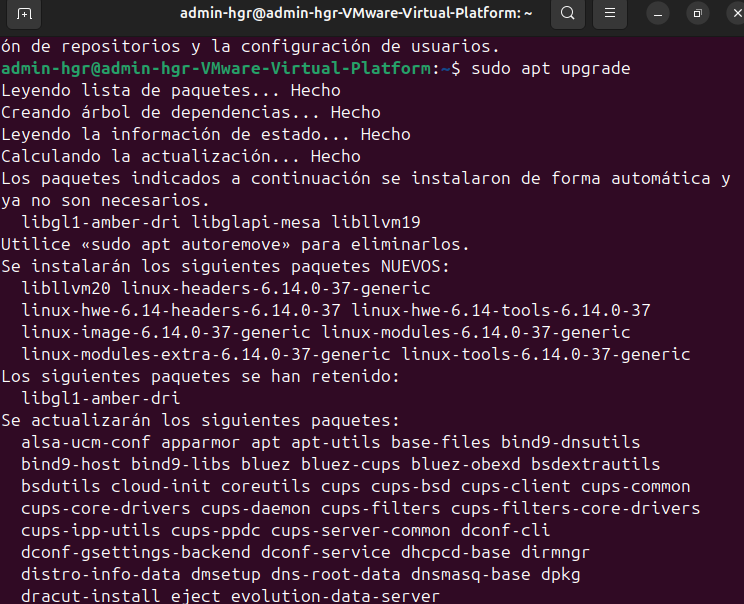 admin-hgr@admin-hgr-VMware-Virtual-Platform: ~
ón de repositorios y la configuración de usuarios.
admin-hgr@admin-hgr-VMware-Virtual-Platform:~$ sudo apt upgrade
Leyendo lista de paquetes... Hecho
Creando árbol de dependencias... Hecho
Leyendo la información de estado... Hecho
Calculando la actualización... Hecho
Los paquetes indicados a continuación se instalaron de forma automática y
ya no son necesarios.
libgl1-amber-dri libglapi-mesa libllvm19
Utilice «sudo apt autoremove» para eliminarlos.
Se instalarán los siguientes paquetes NUEVOS:
libllvm20 linux-headers-6.14.0-37-generic
linux-hwe-6.14-headers-6.14.0-37 linux-hwe-6.14-tools-6.14.0-37
linux-image-6.14.0-37-generic linux-modules-6.14.0-37-generic
linux-modules-extra-6.14.0-37-generic linux-tools-6.14.0-37-generic
Los siguientes paquetes se han retenido:
libgl1-amber-dri
Se actualizarán los siguientes paquetes:
alsa-ucm-conf apparmor apt apt-utils base-files bind9-dnsutils
bind9-host bind9-libs bluez bluez-cups bluez-obexd bsdextrautils
bsdutils cloud-init coreutils cups cups-bsd cups-client cups-common
cups-core-drivers cups-daemon cups-filters cups-filters-core-drivers
cups-ipp-utils cups-ppdc cups-server-common dconf-cli
dconf-gsettings-backend dconf-service dhcpcd-base dirmngr
distro-info-data dmsetup dns-root-data dnsmasq-base dpkg
dracut-install eject evolution-data-server